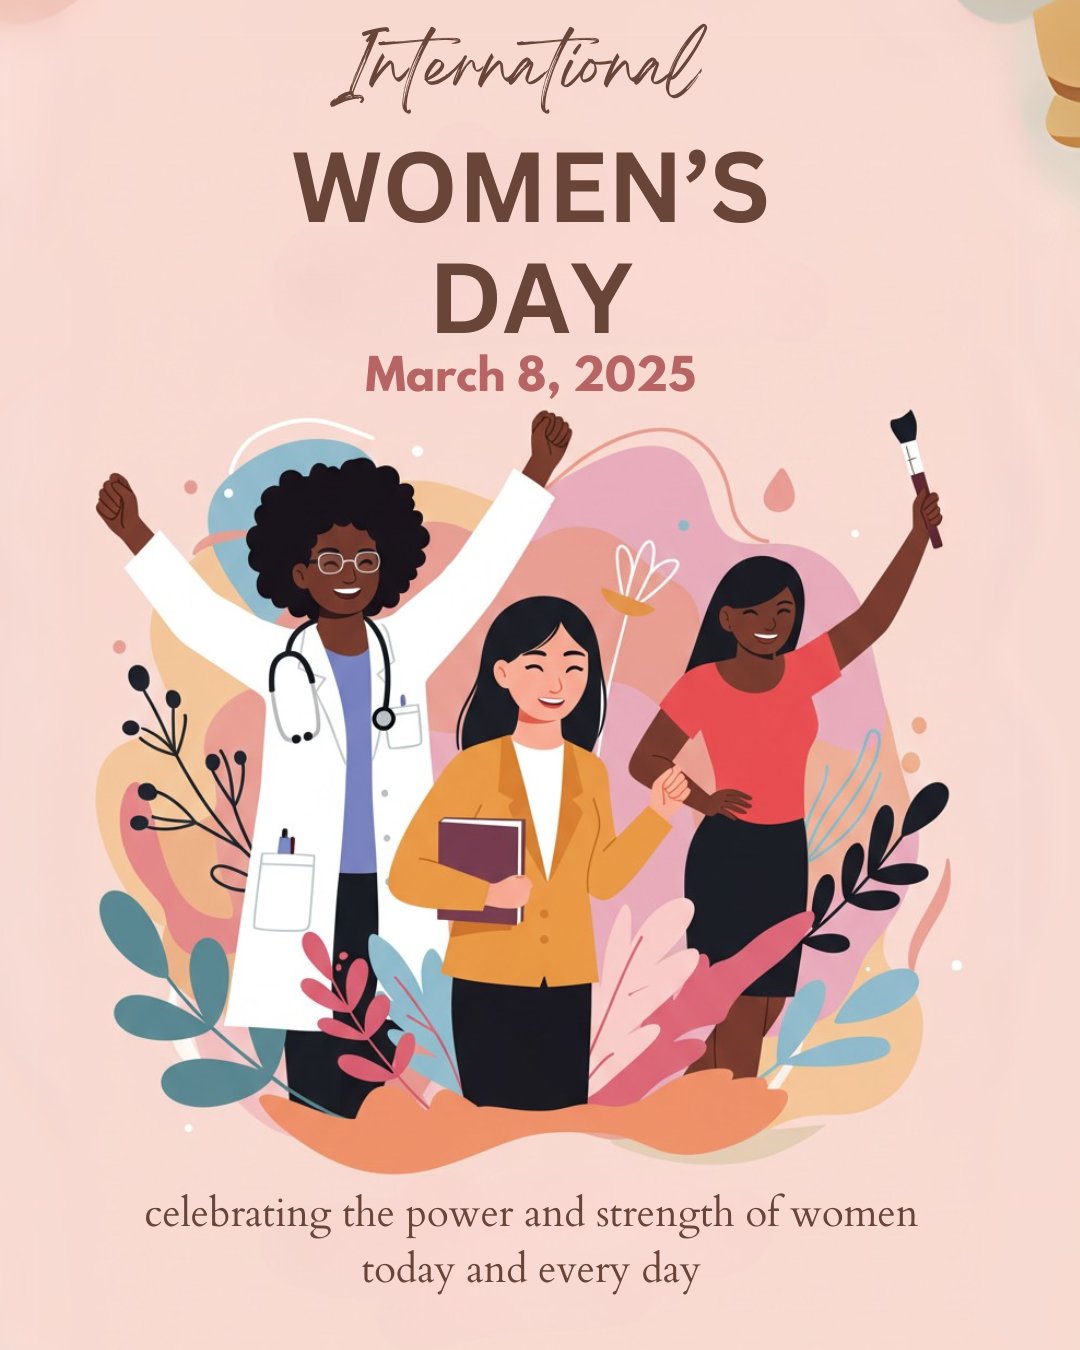 International
WOMEN’S
DAY
March 8, 2025
celebrating the power and strength of women
today and every day